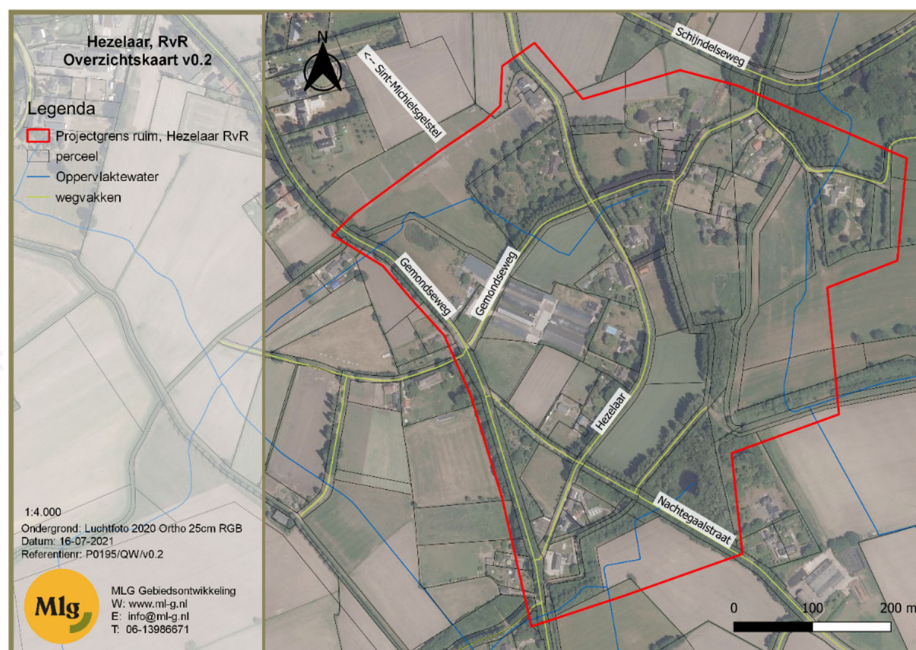 Hezelaar, RvR
Overzichtskaart v0.2
Legenda
Projectgrens ruim, Hezelaar RvR
perceel
Oppervlaktewater
wegvakken
1:4.000
Ondergrond: Luchtfoto 2020 Ortho 25cm RGB
Datum: 16-07-2021
Referentienr: P0195/QW/v0.2
Mlg
MLG Gebiedsontwikkeling
W: www.ml-g.nl
E: info@ml-g.nl
T: 06-13986671
N
<-- Sint-Michielsgelstel
Schijndelseweg
Gemondseweg
Gemondseweg
Hezelaar
Nachtegaalstraat
0 100 200 m